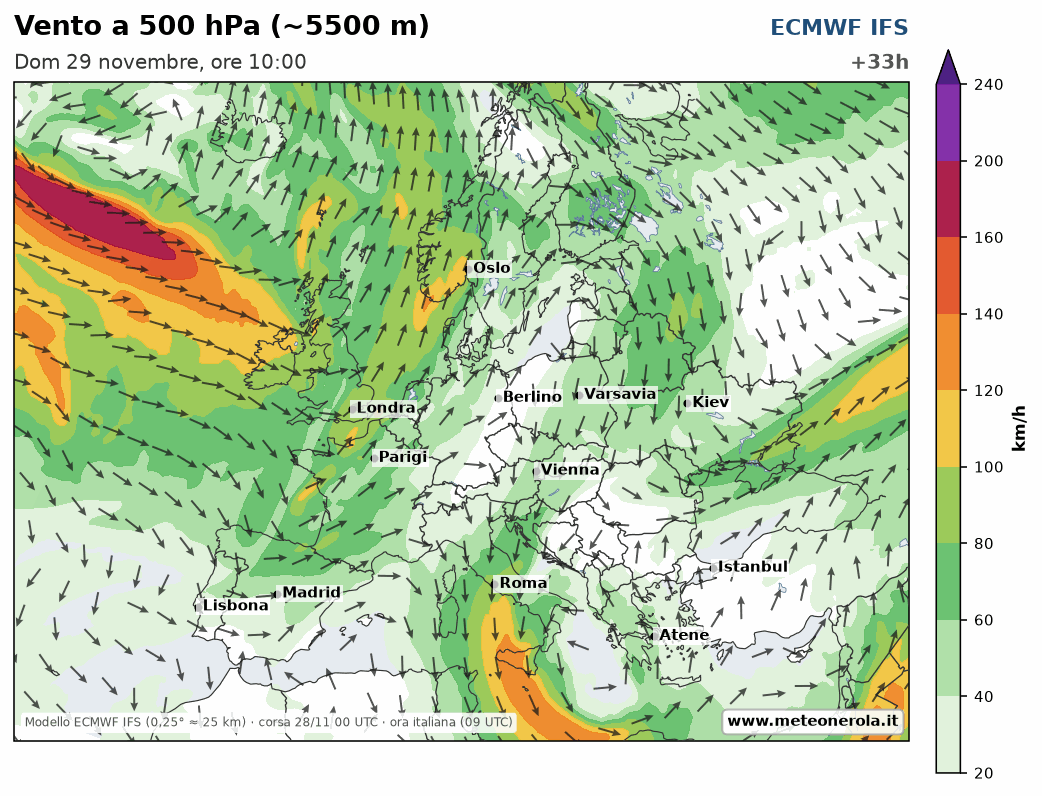 Vento a 500 hPa (~5500 m)
ECMWF IFS
Dom 29 novembre, ore 10:00
+33h
240
200
160
140
120
100
80
60
40
20
km/h
Oslo
Londra
Berlino
Varsavia
Kiev
Parigi
Vienna
Roma
Istanbul
Madrid
Lisbona
Atene
Modello ECMWF IFS (0,25° ≈ 25 km) · corsa 28/11 00 UTC · ora italiana (09 UTC)
www.meteonerola.it